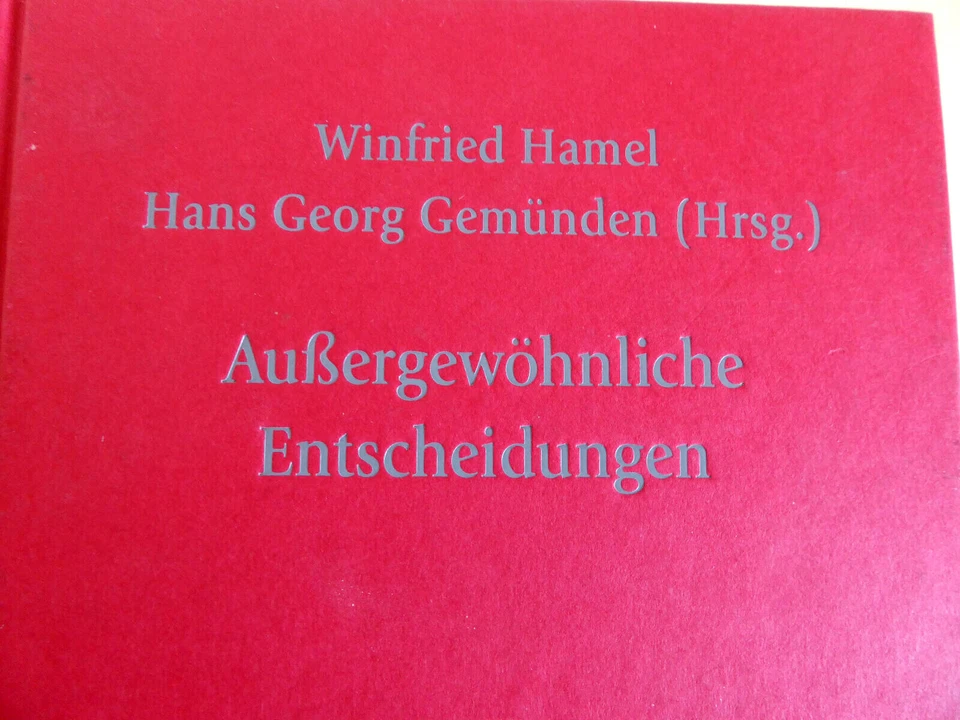 Winfried Hamel
Hans Georg Gemünden (Hrsg.)
Außergewöhnliche
Entscheidungen